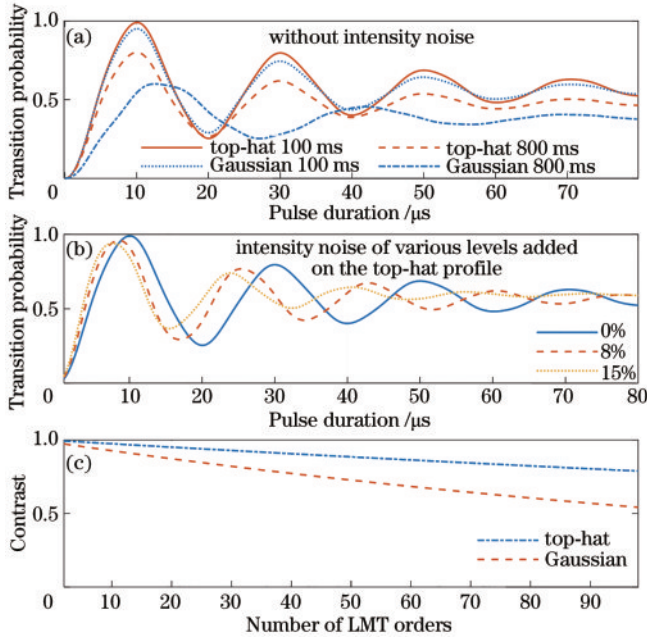 1.0
(a)
without intensity noise
Transition probability
0.5
top-hat 100 ms
top-hat 800 ms
Gaussian 100 ms
Gaussian 800 ms
0
10 20 30 40 50 60 70
Pulse duration /μs
1.0
(b)
intensity noise of various levels added
on the top-hat profile
Transition probability
0.5
0%
8%
15%
0
10 20 30 40 50 60 70 80
Pulse duration /μs
1.0
(c)
Contrast
0.5
top-hat
Gaussian
0
10 20 30 40 50 60 70 80 90
Number of LMT orders